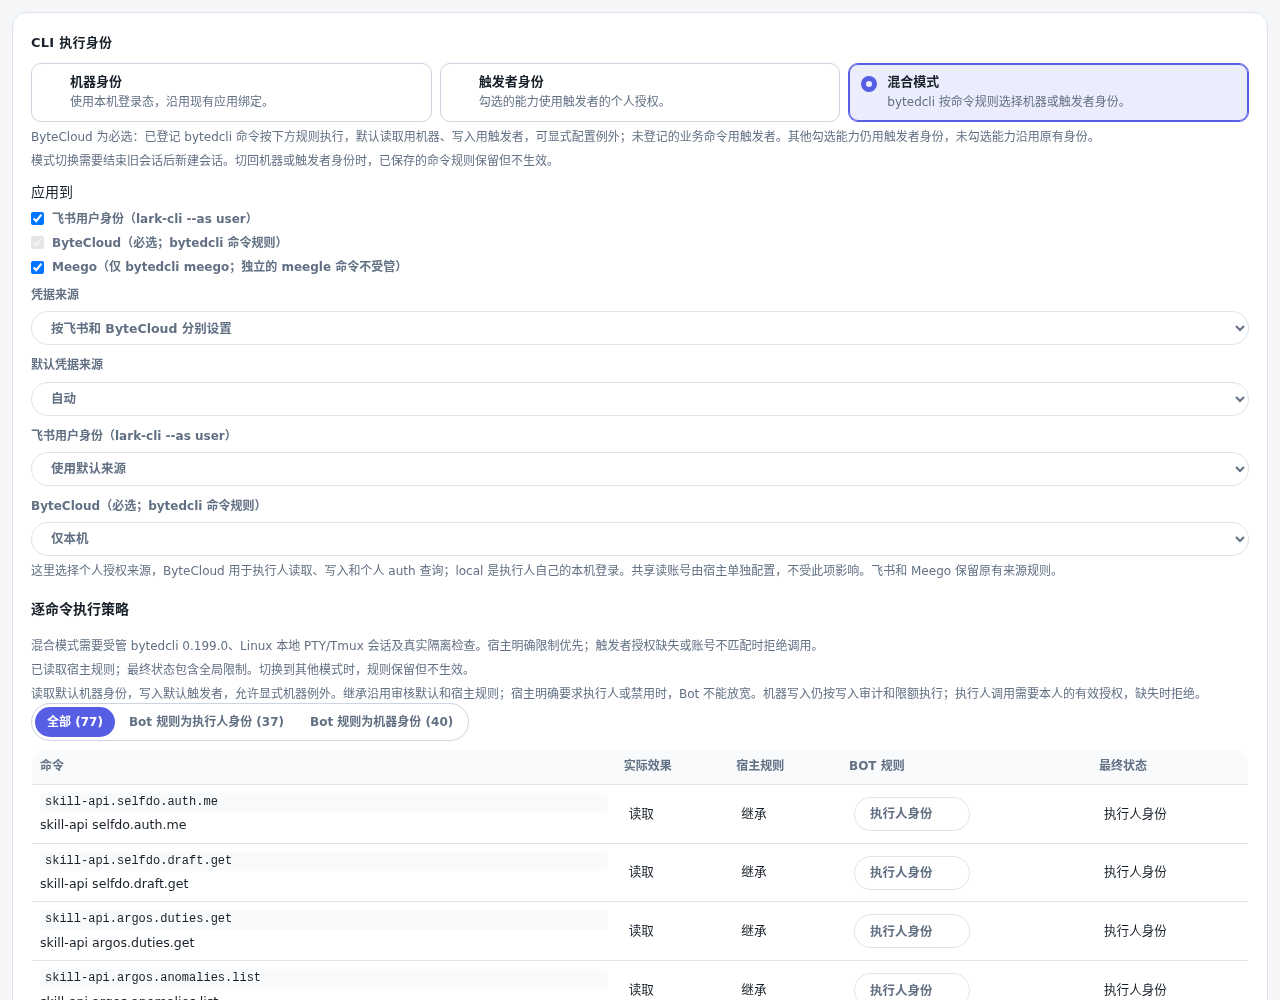 CLI 执行身份
机器身份
使用本机登录态，沿用现有应用绑定。
触发者身份
勾选的能力使用触发者的个人授权。
混合模式
bytedcli 按命令规则选择机器或触发者身份。
ByteCloud 为必选：已登记 bytedcli 命令按下方规则执行，默认读取用机器、写入用触发者，可显式配置例外；未登记的业务命令用触发者。其他勾选能力仍用触发者身份，未勾选能力沿用原有身份。
模式切换需要结束旧会话后新建会话。切回机器或触发者身份时，已保存的命令规则保留但不生效。
应用到
飞书用户身份（lark-cli --as user）
ByteCloud（必选；bytedcli 命令规则）
Meego（仅 bytedcli meego；独立的 meegle 命令不受管）
凭据来源
按飞书和 ByteCloud 分别设置
默认凭据来源
自动
飞书用户身份（lark-cli --as user）
使用默认来源
ByteCloud（必选；bytedcli 命令规则）
仅本机
这里选择个人授权来源，ByteCloud 用于执行人读取、写入和个人 auth 查询；local 是执行人自己的本机登录。共享读账号由宿主单独配置，不受此项影响。飞书和 Meego 保留原有来源规则。
逐命令执行策略
混合模式需要受管 bytedcli 0.199.0、Linux 本地 PTY/Tmux 会话及真实隔离检查。宿主明确限制优先；触发者授权缺失或账号不匹配时拒绝调用。
已读取宿主规则；最终状态包含全局限制。切换到其他模式时，规则保留但不生效。
读取默认机器身份，写入默认触发者，允许显式机器例外。继承沿用审核默认和宿主规则；宿主明确要求执行人或禁用时，Bot 不能放宽。机器写入仍按写入审计和限额执行；执行人调用需要本人的有效授权，缺失时拒绝。
全部 (77) Bot 规则为执行人身份 (37) Bot 规则为机器身份 (40)
命令 实际效果 宿主规则 BOT 规则 最终状态
skill-api.selfdo.auth.me
skill-api selfdo.auth.me 读取 继承 执行人身份 执行人身份
skill-api.selfdo.draft.get
skill-api selfdo.draft.get 读取 继承 执行人身份 执行人身份
skill-api.argos.duties.get
skill-api argos.duties.get 读取 继承 执行人身份 执行人身份
skill-api.argos.anomalies.list
skill-api argos.anomalies.list 读取 继承 执行人身份 执行人身份